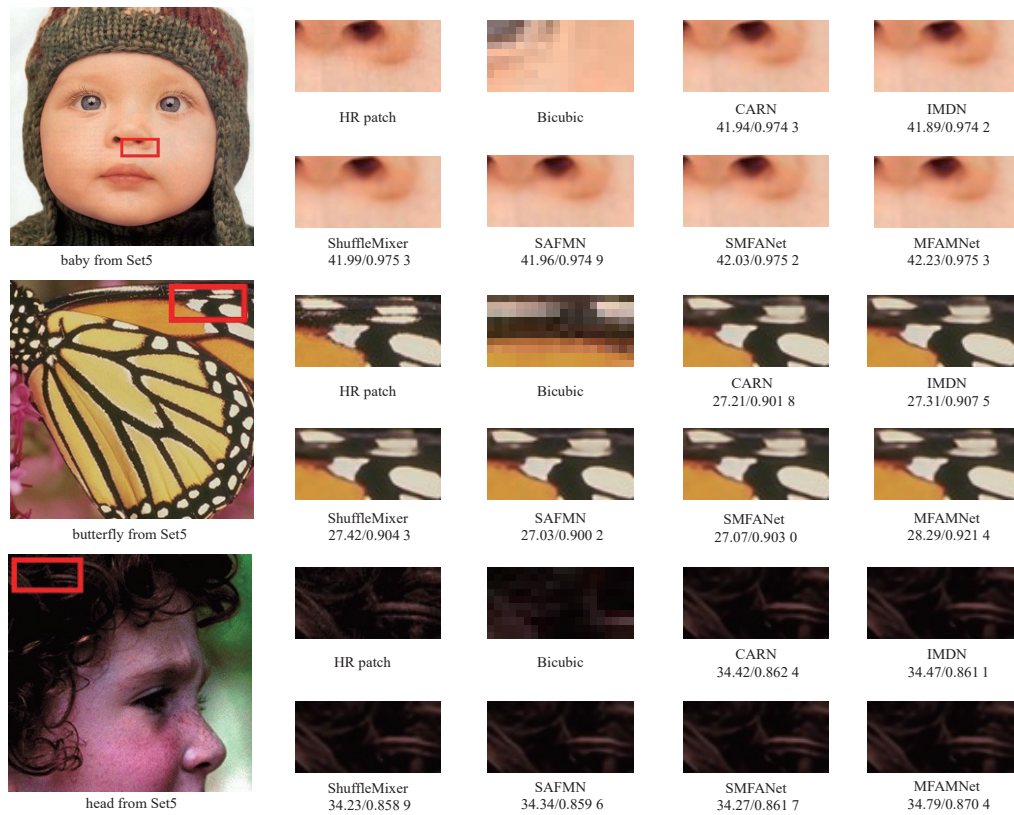 HR patch
Bicubic
CARN
41.94/0.974 3
IMDN
41.89/0.974 2
ShuffleMixer
41.99/0.975 3
SAFMN
41.96/0.974 9
SMFANet
42.03/0.975 2
MFAMNet
42.23/0.975 3
baby from Set5
HR patch
Bicubic
CARN
27.21/0.901 8
IMDN
27.31/0.907 5
ShuffleMixer
27.42/0.904 3
SAFMN
27.03/0.900 2
SMFANet
27.07/0.903 0
MFAMNet
28.29/0.921 4
butterfly from Set5
HR patch
Bicubic
CARN
34.42/0.862 4
IMDN
34.47/0.861 1
ShuffleMixer
34.23/0.858 9
SAFMN
34.34/0.859 6
SMFANet
34.27/0.861 7
MFAMNet
34.79/0.870 4
head from Set5